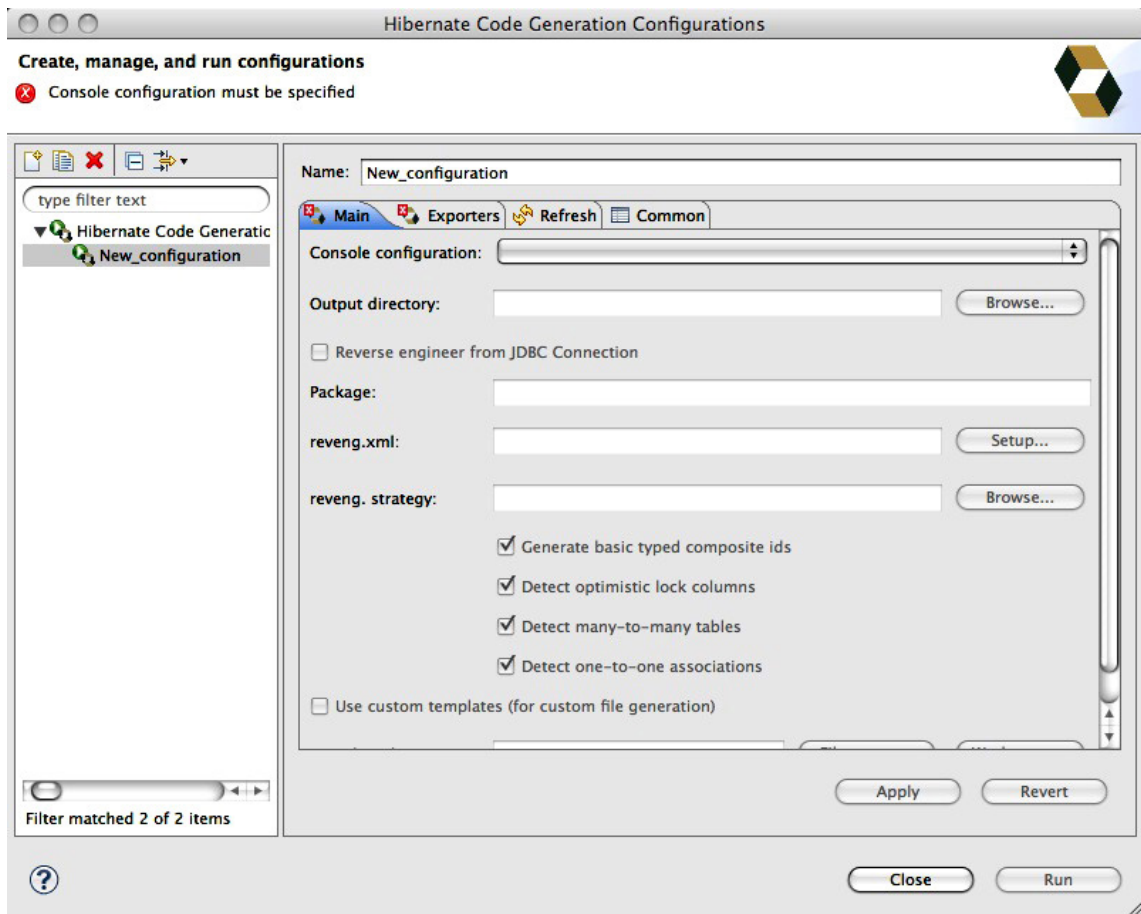 Hibernate Code Generation Configurations
Create, manage, and run configurations
Console configuration must be specified
type filter text
Hibernate Code Generatic
New_configuration
Filter matched 2 of 2 items
Name: New_configuration
Main Exporters Refresh Common
Console configuration:
Output directory: Browse...
Reverse engineer from JDBC Connection
Package:
reveng.xml: Setup...
reveng. strategy: Browse...
Generate basic typed composite ids
Detect optimistic lock columns
Detect many-to-many tables
Detect one-to-one associations
Use custom templates (for custom file generation)
Apply Revert
? Close Run